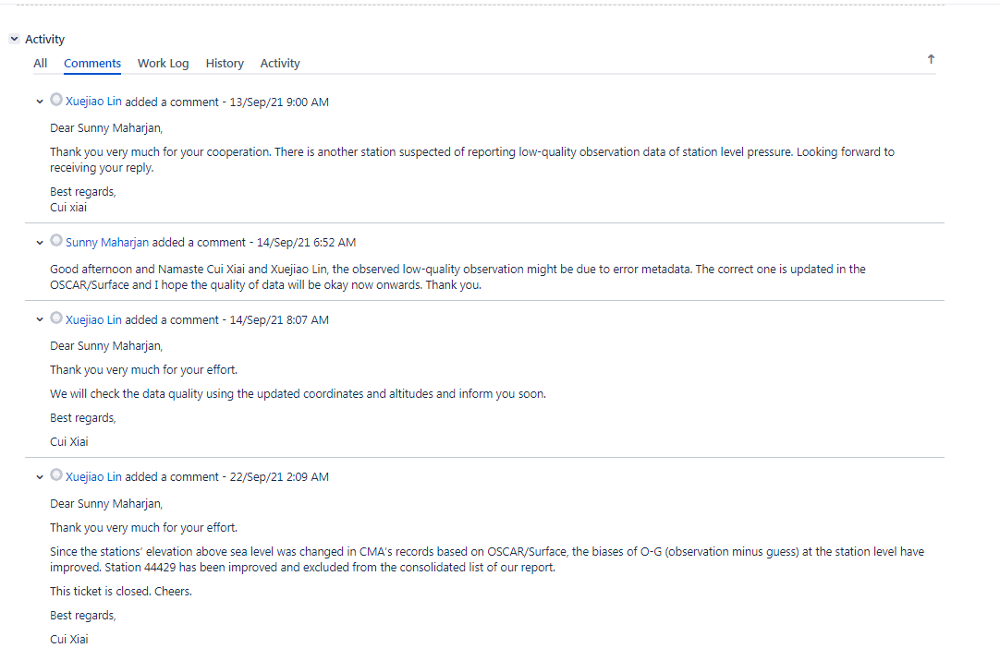 Activity
All Comments Work Log History Activity
Xuejiao Lin added a comment - 13/Sep/21 9:00 AM
Dear Sunny Maharjan,
Thank you very much for your cooperation. There is another station suspected of reporting low-quality observation data of station level pressure. Looking forward to
receiving your reply.
Best regards,
Cui xiai
Sunny Maharjan added a comment - 14/Sep/21 6:52 AM
Good afternoon and Namaste Cui Xiai and Xuejiao Lin, the observed low-quality observation might be due to error metadata. The correct one is updated in the
OSCAR/Surface and I hope the quality of data will be okay now onwards. Thank you.
Xuejiao Lin added a comment - 14/Sep/21 8:07 AM
Dear Sunny Maharjan,
Thank you very much for your effort.
We will check the data quality using the updated coordinates and altitudes and inform you soon.
Best regards,
Cui Xiai
Xuejiao Lin added a comment - 22/Sep/21 2:09 AM
Dear Sunny Maharjan,
Thank you very much for your effort.
Since the stations' elevation above sea level was changed in CMA's records based on OSCAR/Surface, the biases of O-G (observation minus guess) at the station level have
improved. Station 44429 has been improved and excluded from the consolidated list of our report.
This ticket is closed. Cheers.
Best regards,
Cui Xiai